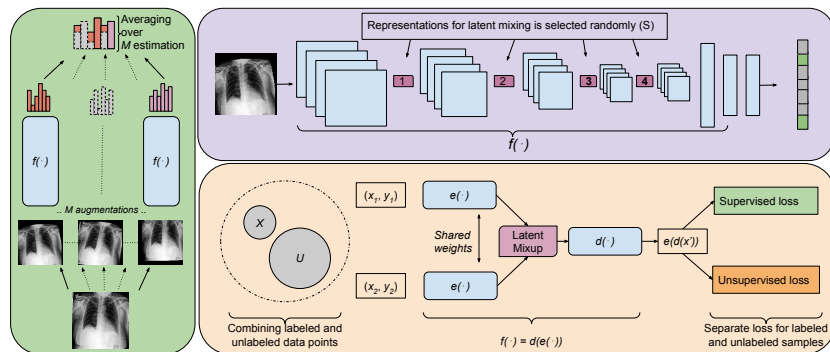 Averaging
over
M estimation
f(·)
f(·)
.. M augmentations ..
Representations for latent mixing is selected randomly (S)
1
2
3
4
f(·)
X
U
Combining labeled and
unlabeled data points
(x1, y1)
(x2, y2)
e(·)
Shared
weights
e(·)
Latent
Mixup
d(·)
e(d(x'))
f(·) = d(e(·))
Supervised loss
Unsupervised loss
Separate loss for labeled
and unlabeled samples